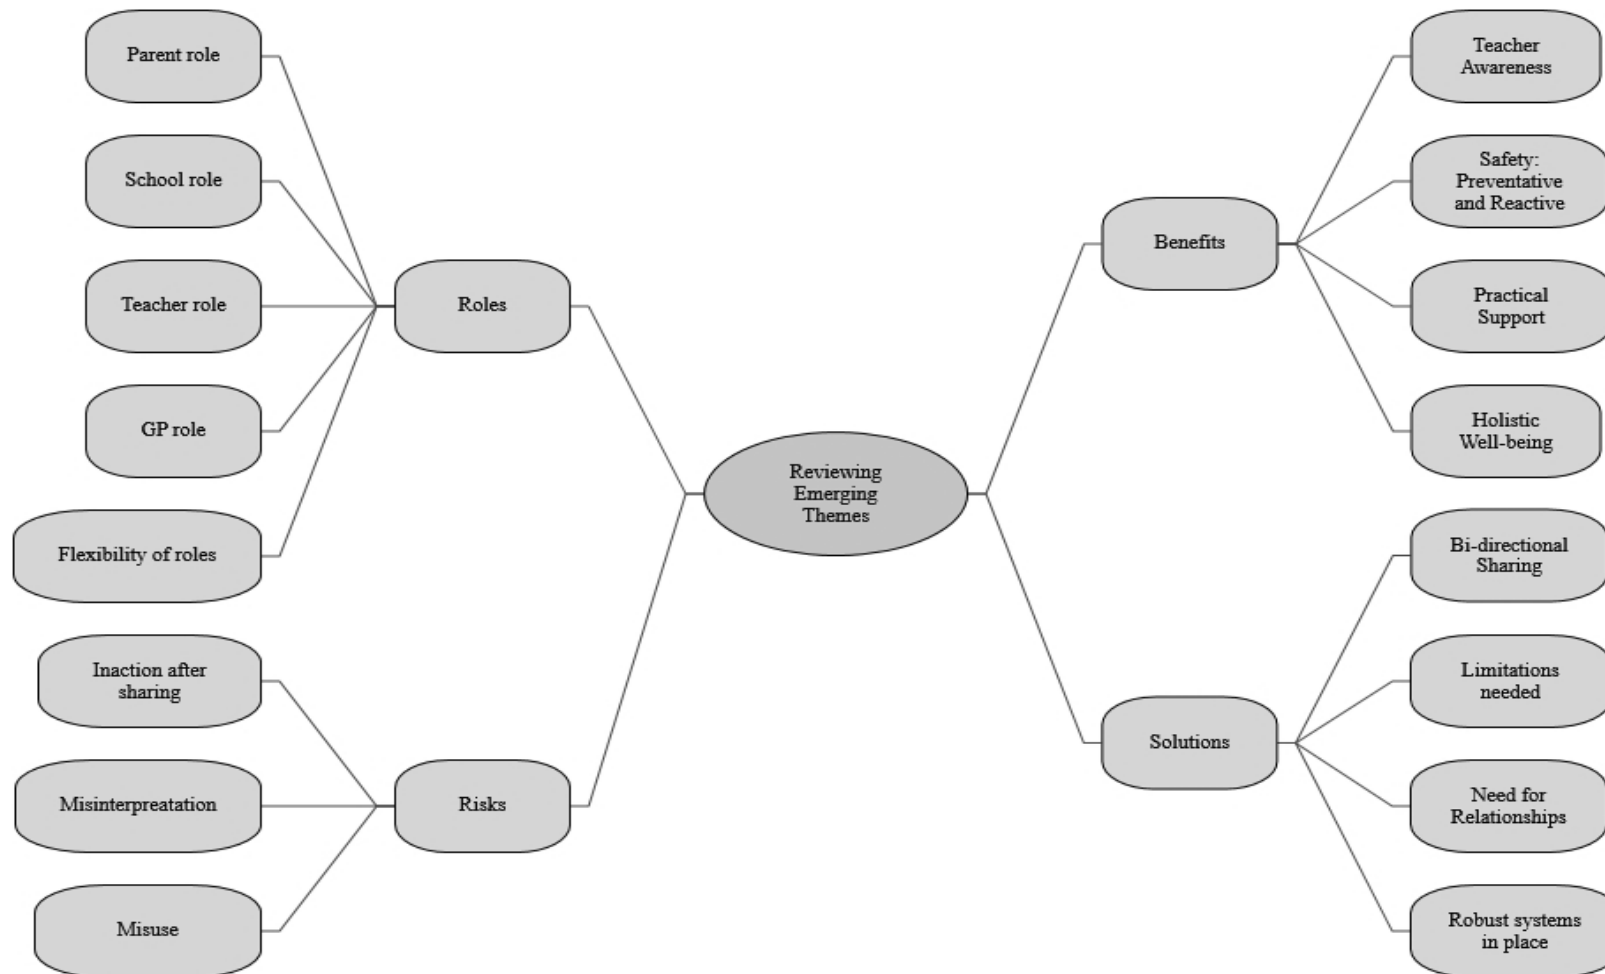 Parent role
School role
Teacher role
GP role
Flexibility of roles
Roles
Inaction after
sharing
Misinterpreatation
Misuse
Risks
Reviewing
Emerging
Themes
Benefits
Teacher
Awareness
Safety:
Preventative
and Reactive
Practical
Support
Holistic
Well-being
Solutions
Bi-directional
Sharing
Limitations
needed
Need for
Relationships
Robust systems
in place